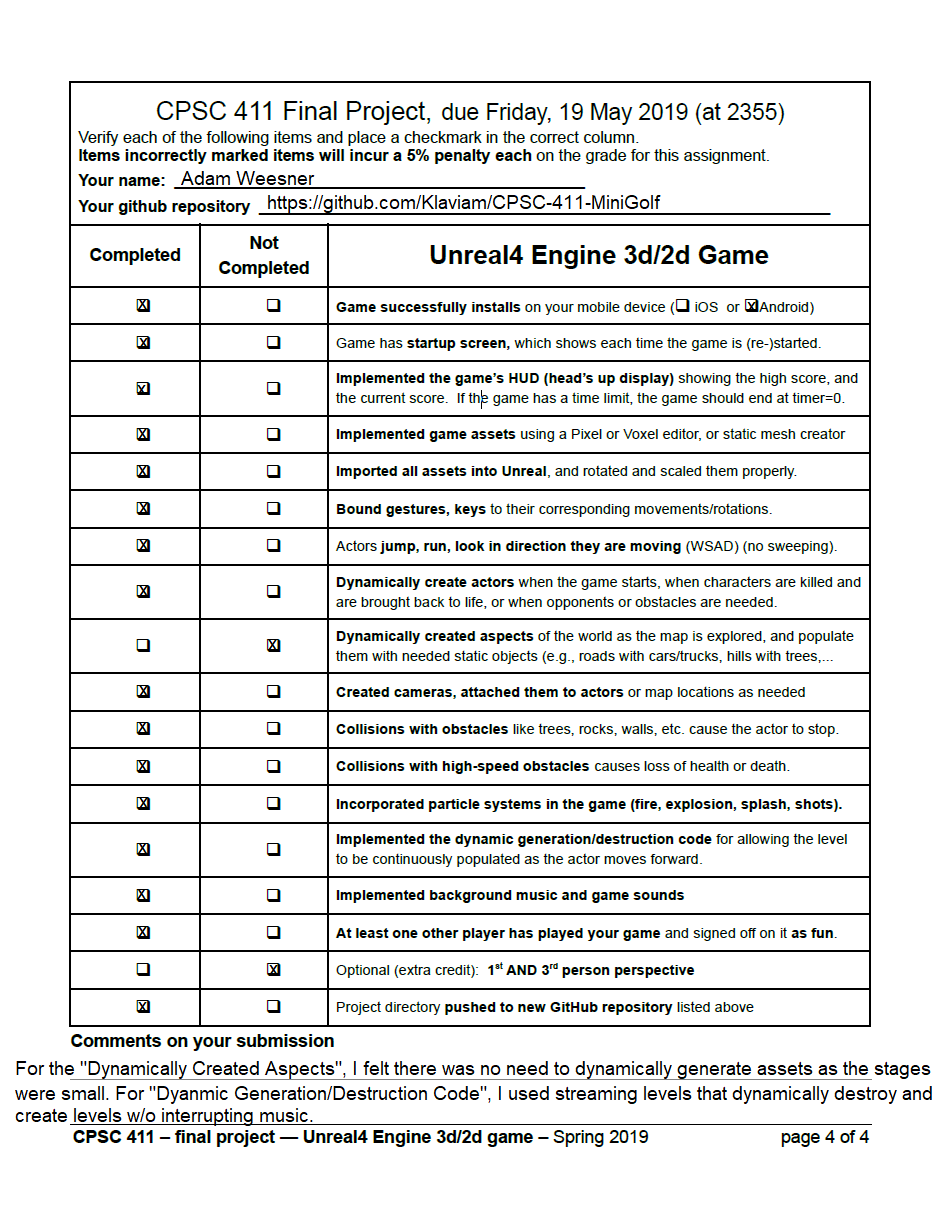 CPSC 411 Final Project, due Friday, 19 May 2019 (at 2355)
Verify each of the following items and place a checkmark in the correct column.
Items incorrectly marked items will incur a 5% penalty each on the grade for this assignment.
Your name: Adam Weesner
Your github repository https://github.com/Klaviam/CPSC-411-MiniGolf
Completed
Not
Completed
Unreal4 Engine 3d/2d Game
☒ ☐ Game successfully installs on your mobile device (☐ iOS or ☒Android)
☒ ☐ Game has startup screen, which shows each time the game is (re-)started.
☒ ☐ Implemented the game's HUD (head's up display) showing the high score, and
the current score. If the game has a time limit, the game should end at timer=0.
☒ ☐ Implemented game assets using a Pixel or Voxel editor, or static mesh creator
☒ ☐ Imported all assets into Unreal, and rotated and scaled them properly.
☒ ☐ Bound gestures, keys to their corresponding movements/rotations.
☒ ☐ Actors jump, run, look in direction they are moving (WSAD) (no sweeping).
☒ ☐ Dynamically create actors when the game starts, when characters are killed and
are brought back to life, or when opponents or obstacles are needed.
☐ ☒ Dynamically created aspects of the world as the map is explored, and populate
them with needed static objects (e.g., roads with cars/trucks, hills with trees,...
☒ ☐ Created cameras, attached them to actors or map locations as needed
☒ ☐ Collisions with obstacles like trees, rocks, walls, etc. cause the actor to stop.
☒ ☐ Collisions with high-speed obstacles causes loss of health or death.
☒ ☐ Incorporated particle systems in the game (fire, explosion, splash, shots).
☒ ☐ Implemented the dynamic generation/destruction code for allowing the level
to be continuously populated as the actor moves forward.
☒ ☐ Implemented background music and game sounds
☒ ☐ At least one other player has played your game and signed off on it as fun.
☐ ☒ Optional (extra credit): 1st AND 3rd person perspective
☒ ☐ Project directory pushed to new GitHub repository listed above
Comments on your submission
For the "Dynamically Created Aspects", I felt there was no need to dynamically generate assets as the stages
were small. For "Dyanmic Generation/Destruction Code", I used streaming levels that dynamically destroy and
create levels w/o interrupting music.
CPSC 411 – final project — Unreal4 Engine 3d/2d game – Spring 2019 page 4 of 4